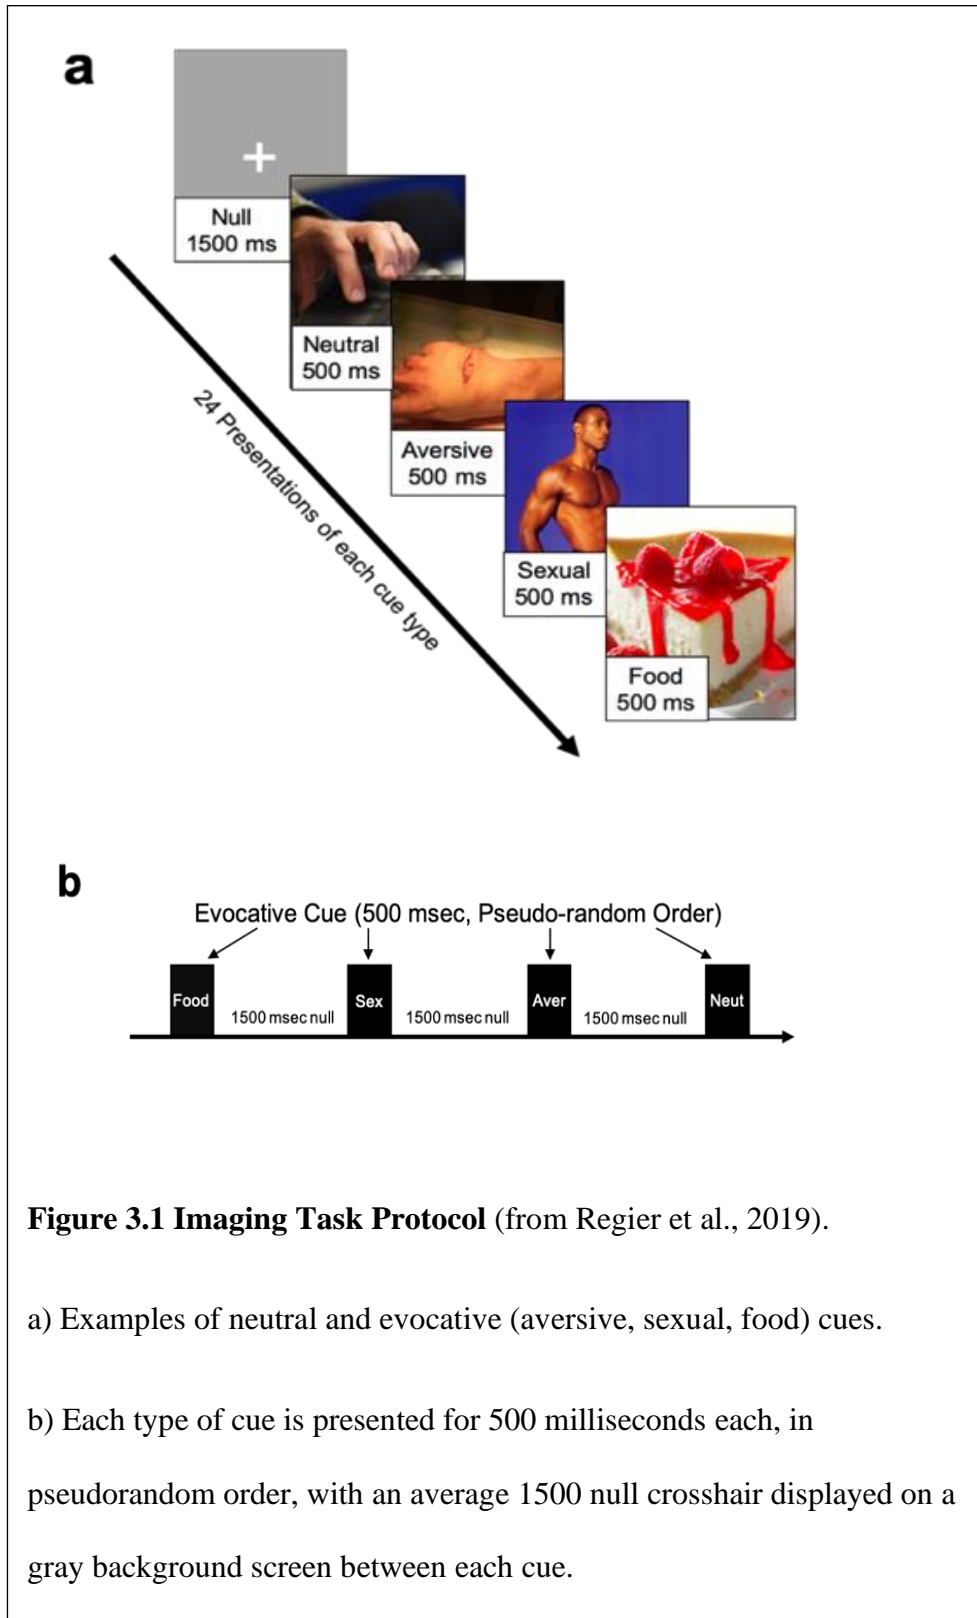 a
Null
1500 ms
Neutral
500 ms
Aversive
500 ms
Sexual
500 ms
Food
500 ms
24 Presentations of each cue type
b
Evocative Cue (500 msec, Pseudo-random Order)
Food
1500 msec null
Sex
1500 msec null
Aver
1500 msec null
Neut
Figure 3.1 Imaging Task Protocol (from Regier et al., 2019).
a) Examples of neutral and evocative (aversive, sexual, food) cues.
b) Each type of cue is presented for 500 milliseconds each, in
pseudorandom order, with an average 1500 null crosshair displayed on a
gray background screen between each cue.